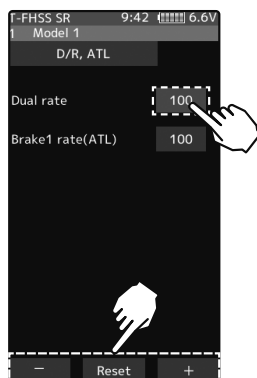 T-FHSS SR 9:42 6.6V
1 Model 1
D/R, ATL
Dual rate 100
Brake1 rate(ATL) 100
− Reset +